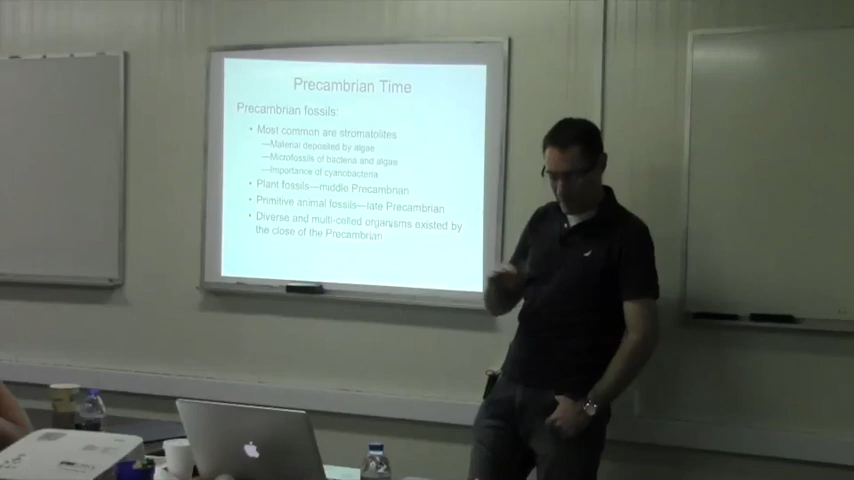 Precambrian Time
Precambrian fossils:
• Most common are stromatolites
—Material deposited by algae
—Microfossils of bacteria and algae
—Importance of cyanobacteria
• Plant fossils—middle Precambrian
• Primitive animal fossils—late Precambrian
• Diverse and multi-celled organisms existed by
the close of the Precambrian